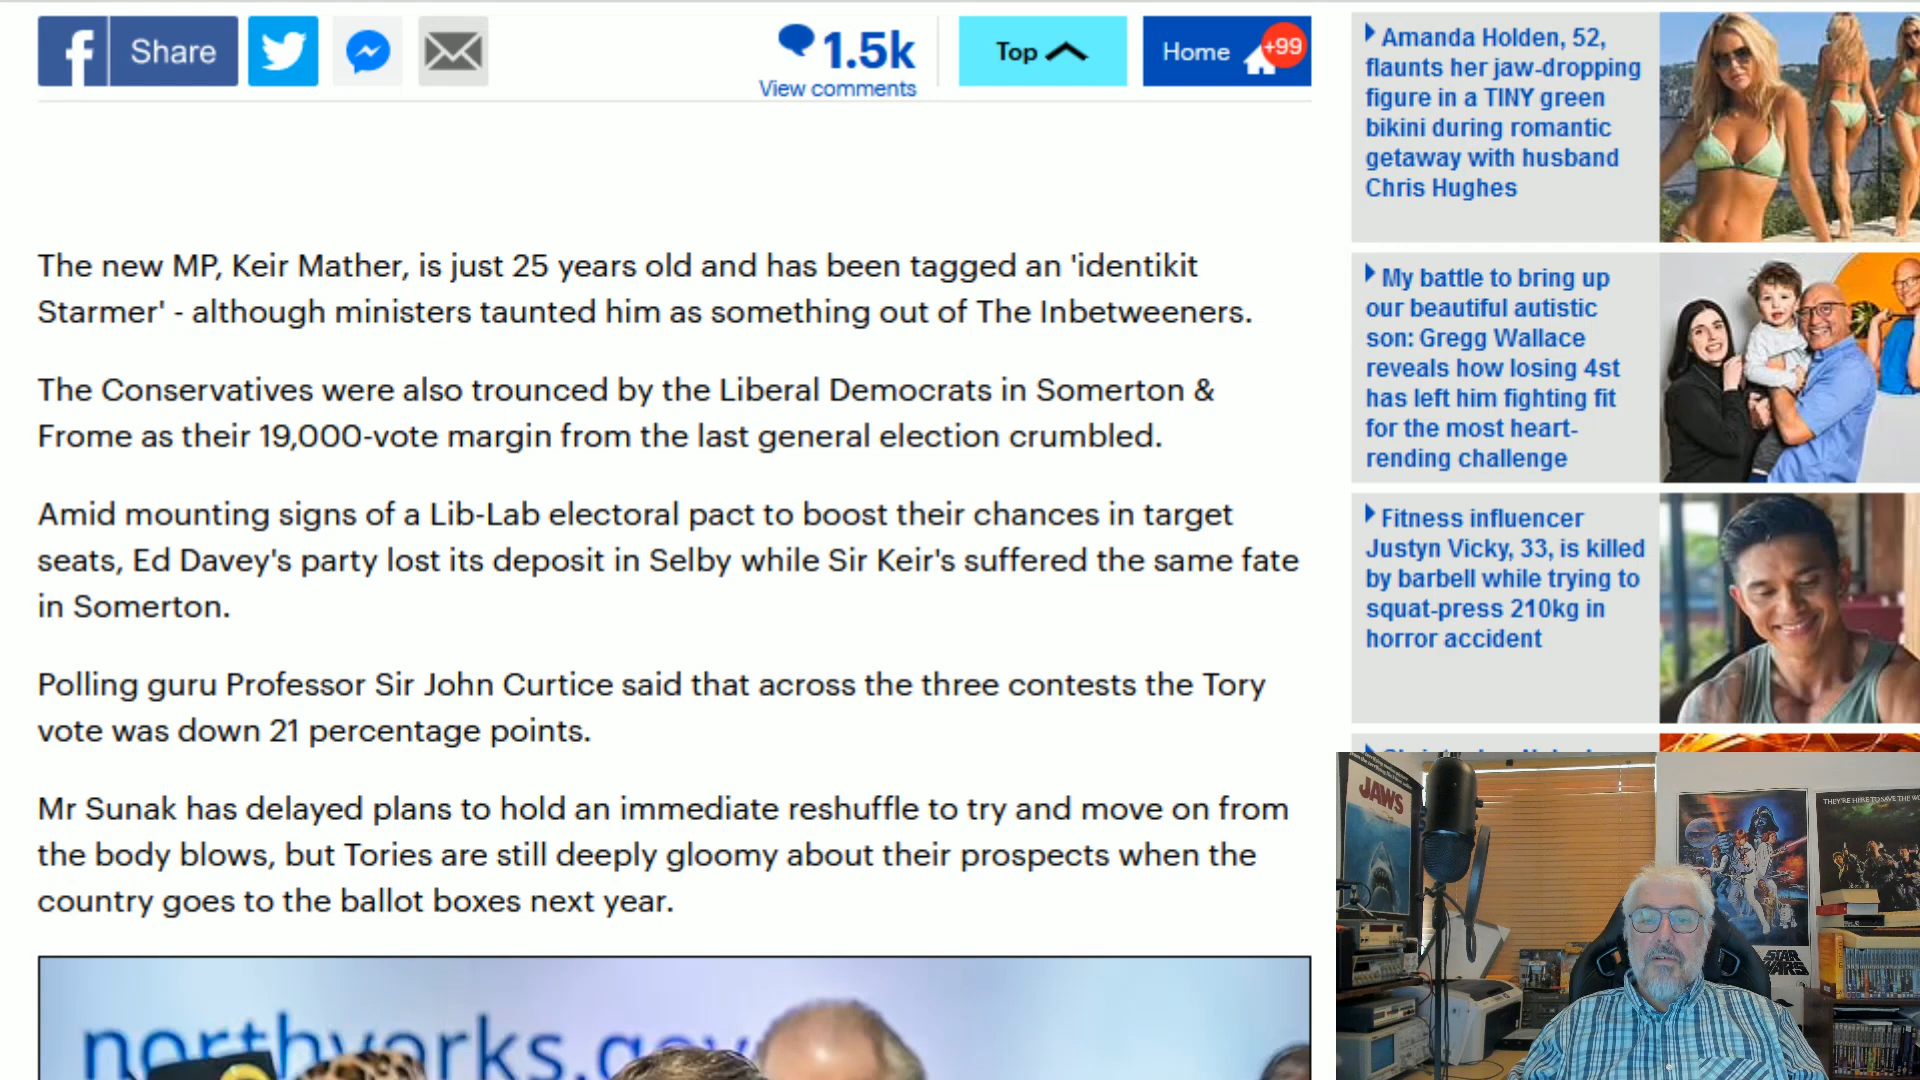 Share
1.5k
View comments
Top
Home
+99
The new MP, Keir Mather, is just 25 years old and has been tagged an 'identikit
Starmer' - although ministers taunted him as something out of The Inbetweeners.
The Conservatives were also trounced by the Liberal Democrats in Somerton &
Frome as their 19,000-vote margin from the last general election crumbled.
Amid mounting signs of a Lib-Lab electoral pact to boost their chances in target
seats, Ed Davey's party lost its deposit in Selby while Sir Keir's suffered the same fate
in Somerton.
Polling guru Professor Sir John Curtice said that across the three contests the Tory
vote was down 21 percentage points.
Mr Sunak has delayed plans to hold an immediate reshuffle to try and move on from
the body blows, but Tories are still deeply gloomy about their prospects when the
country goes to the ballot boxes next year.
northyorks.gov
Amanda Holden, 52,
flaunts her jaw-dropping
figure in a TINY green
bikini during romantic
getaway with husband
Chris Hughes
My battle to bring up
our beautiful autistic
son: Gregg Wallace
reveals how losing 4st
has left him fighting fit
for the most heart-
rending challenge
Fitness influencer
Justyn Vicky, 33, is killed
by barbell while trying to
squat-press 210kg in
horror accident
JAWS
THEY'RE HERE TO SAVE THE
STAR
WARS